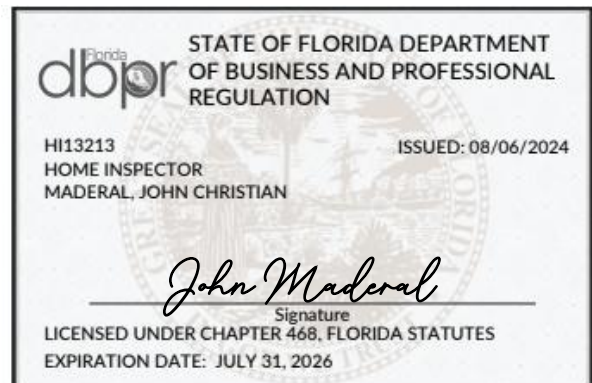 Florida
dbpr
STATE OF FLORIDA DEPARTMENT
OF BUSINESS AND PROFESSIONAL
REGULATION
HI13213
ISSUED: 08/06/2024
HOME INSPECTOR
MADERAL, JOHN CHRISTIAN
John Maderal
Signature
LICENSED UNDER CHAPTER 468, FLORIDA STATUTES
EXPIRATION DATE: JULY 31, 2026